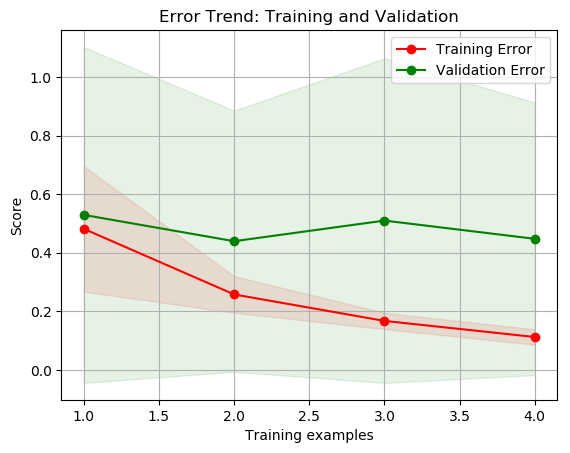 Error Trend: Training and Validation
Training Error
Validation Error
Score
1.0
0.8
0.6
0.4
0.2
0.0
1.0 1.5 2.0 2.5 3.0 3.5 4.0
Training examples